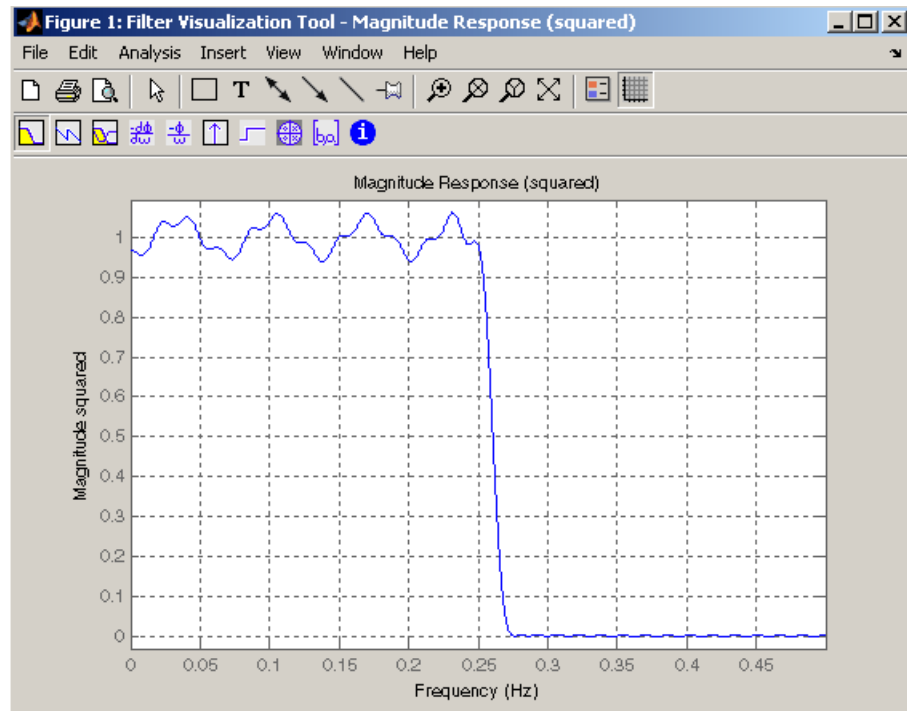 Figure 1: Filter Visualization Tool - Magnitude Response (squared)
File Edit Analysis Insert View Window Help
T
Magnitude Response (squared)
1
0.9
0.8
0.7
0.6
0.5
0.4
0.3
0.2
0.1
0
Magnitude squared
0 0.05 0.1 0.15 0.2 0.25 0.3 0.35 0.4 0.45
Frequency (Hz)